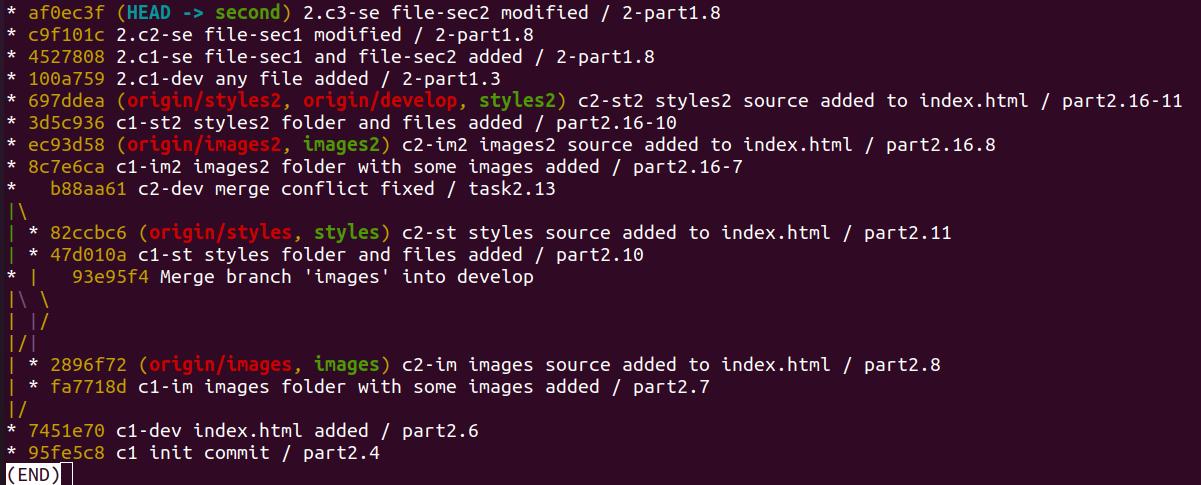 * af0ec3f (HEAD -> second) 2.c3-se file-sec2 modified / 2-part1.8
* c9f101c 2.c2-se file-sec1 modified / 2-part1.8
* 4527808 2.c1-se file-sec1 and file-sec2 added / 2-part1.8
* 100a759 2.c1-dev any file added / 2-part1.3
* 697ddea (origin/styles2, origin/develop, styles2) c2-st2 styles2 source added to index.html / part2.16-11
* 3d5c936 c1-st2 styles2 folder and files added / part2.16-10
* ec93d58 (origin/images2, images2) c2-im2 images2 source added to index.html / part2.16.8
* 8c7e6ca c1-im2 images2 folder with some images added / part2.16-7
*   b88aa61 c2-dev merge conflict fixed / task2.13
|\
| * 82ccbc6 (origin/styles, styles) c2-st styles source added to index.html / part2.11
| * 47d010a c1-st styles folder and files added / part2.10
* |   93e95f4 Merge branch 'images' into develop
|\ \
| |/
|/|
| * 2896f72 (origin/images, images) c2-im images source added to index.html / part2.8
| * fa7718d c1-im images folder with some images added / part2.7
|/
* 7451e70 c1-dev index.html added / part2.6
* 95fe5c8 c1 init commit / part2.4
(END)